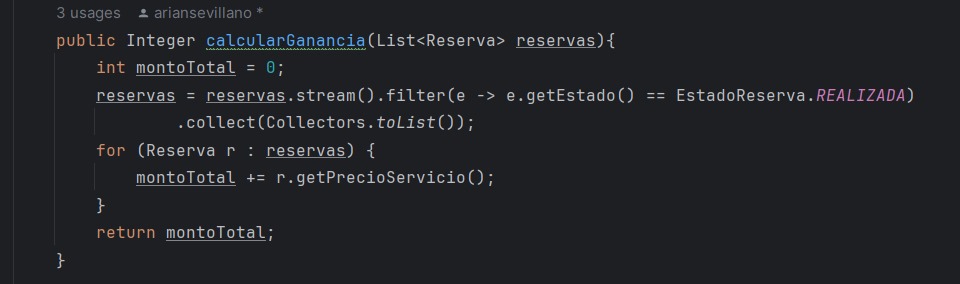 3 usages ariansevillano *
public Integer calcularGanancia(List<Reserva> reservas){
int montoTotal = 0;
reservas = reservas.stream().filter(e -> e.getEstado() == EstadoReserva.REALIZADA)
.collect(Collectors.toList());
for (Reserva r : reservas) {
montoTotal += r.getPrecioServicio();
}
return montoTotal;
}